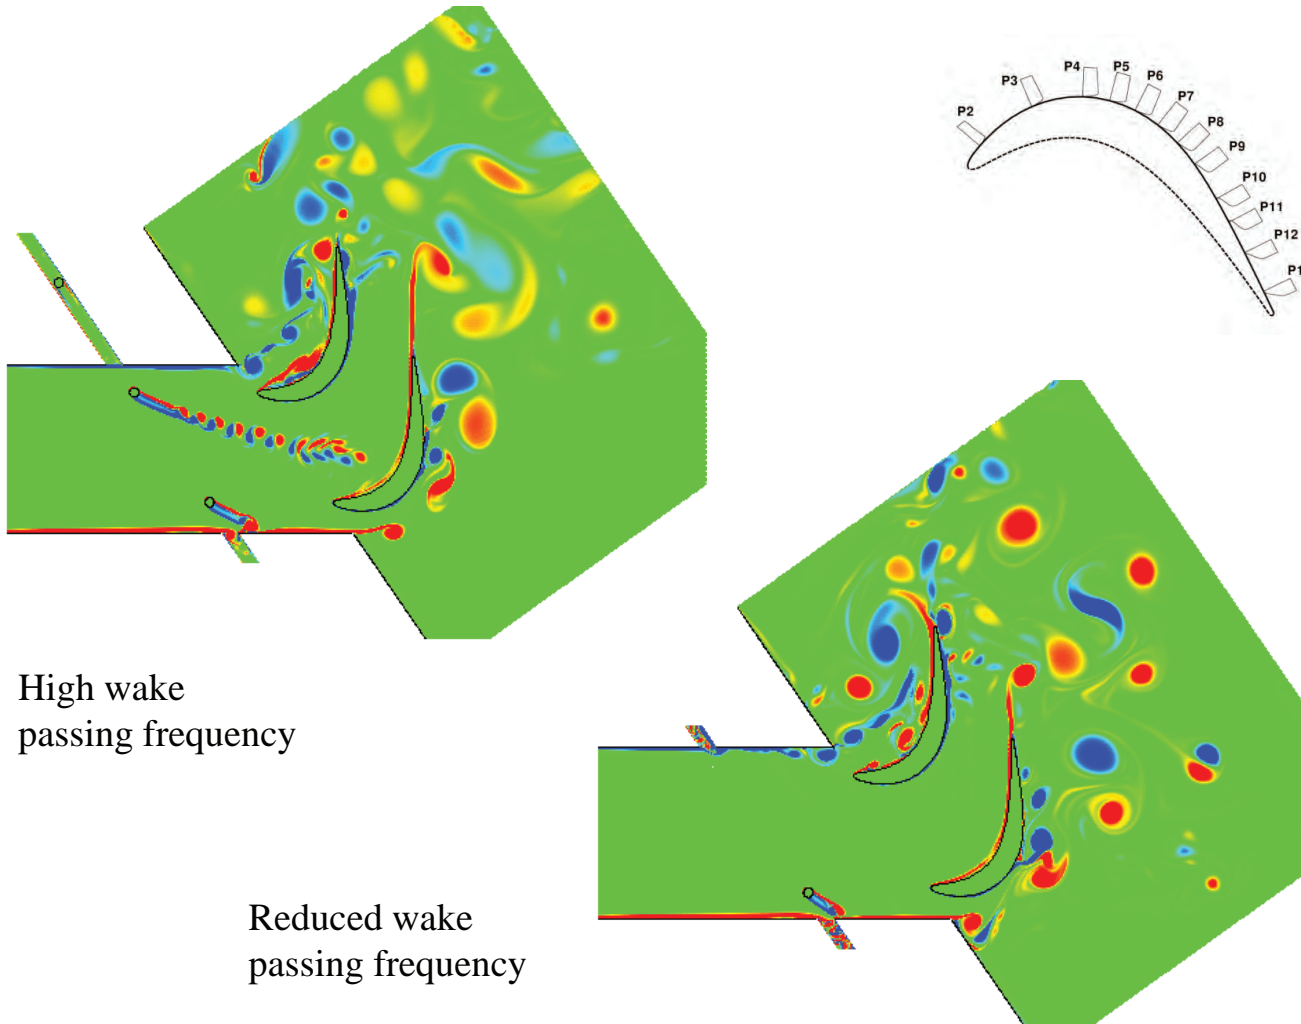 P2
P3
P4
P5
P6
P7
P8
P9
P10
P11
P12
P1
High wake
passing frequency
Reduced wake
passing frequency